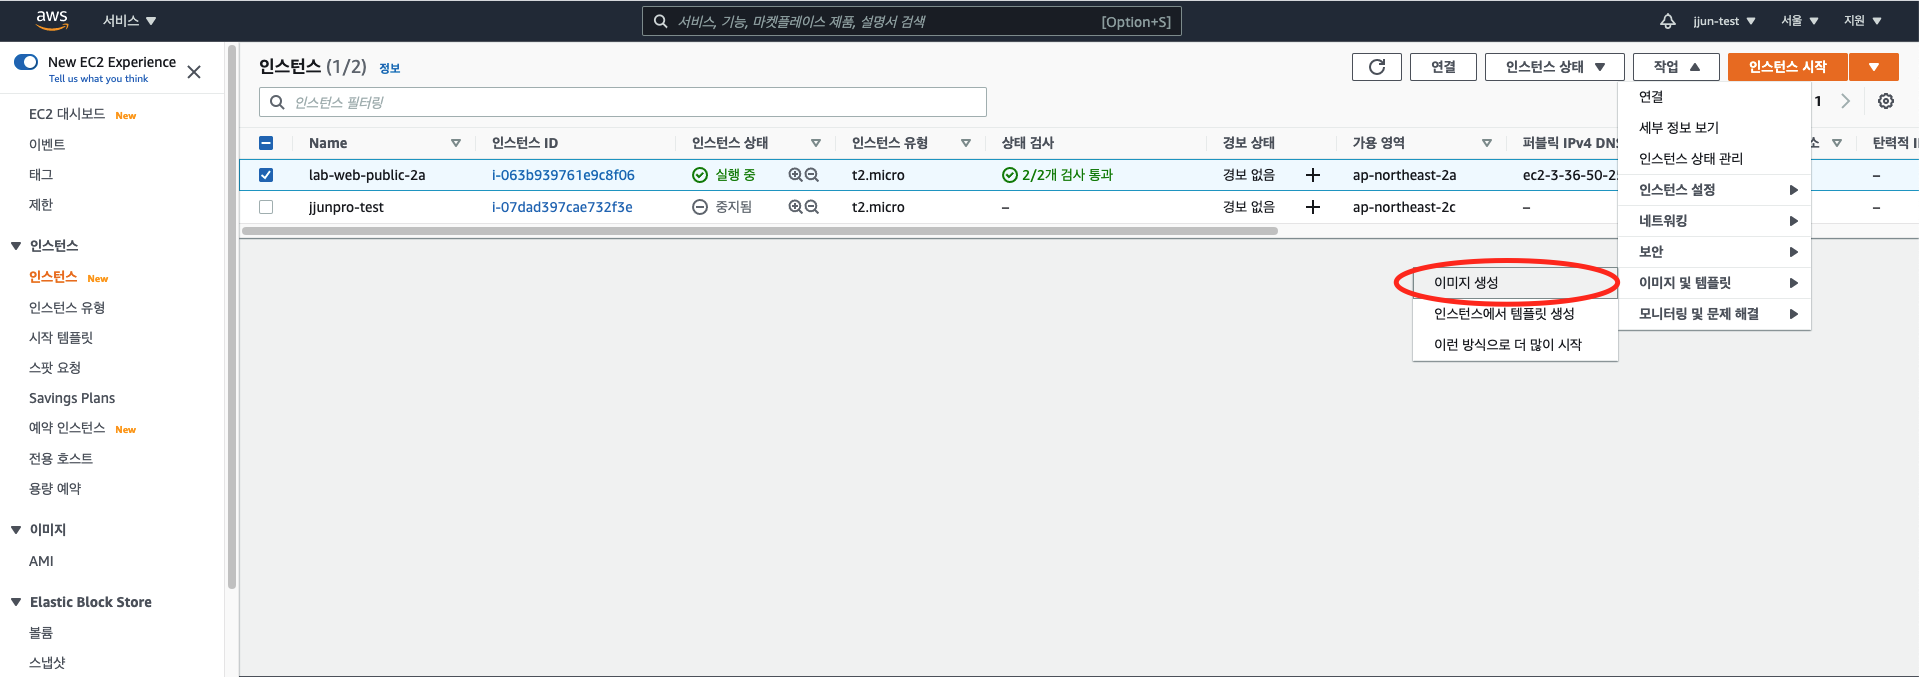 aws 서비스 ▼ 서비스, 기능, 마켓플레이스 제품, 설명서 검색 [Option+S] jjun-test ▼ 서울 ▼ 지원 ▼
New EC2 Experience
Tell us what you think
EC2 대시보드 New
이벤트
태그
제한
▼ 인스턴스
인스턴스 New
인스턴스 유형
시작 템플릿
스팟 요청
Savings Plans
예약 인스턴스 New
전용 호스트
용량 예약
▼ 이미지
AMI
▼ Elastic Block Store
볼륨
스냅샷
인스턴스 (1/2) 정보 연결 인스턴스 상태 ▼ 작업 ▲ 인스턴스 시작 ▼
인스턴스 필터링 1
Name 인스턴스 ID 인스턴스 상태 인스턴스 유형 상태 검사 경보 상태 가용 영역 퍼블릭 IPv4 DNS 탄력적
lab-web-public-2a i-063b939761e9c8f06 실행 중 t2.micro 2/2개 검사 통과 경보 없음 + ap-northeast-2a ec2-3-36-50-2 –
jjunpro-test i-07dad397cae732f3e 중지됨 t2.micro – 경보 없음 + ap-northeast-2c – –
연결
세부 정보 보기
인스턴스 상태 관리
인스턴스 설정 ▶
네트워킹 ▶
보안 ▶
이미지 및 템플릿 ▶
모니터링 및 문제 해결 ▶
이미지 생성
인스턴스에서 템플릿 생성
이런 방식으로 더 많이 시작